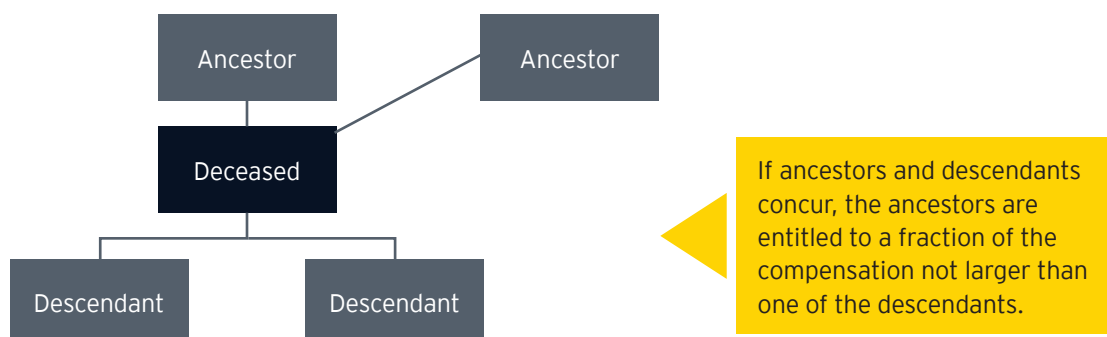 Ancestor
Ancestor
Deceased
Descendant
Descendant
If ancestors and descendants
concur, the ancestors are
entitled to a fraction of the
compensation not larger than
one of the descendants.